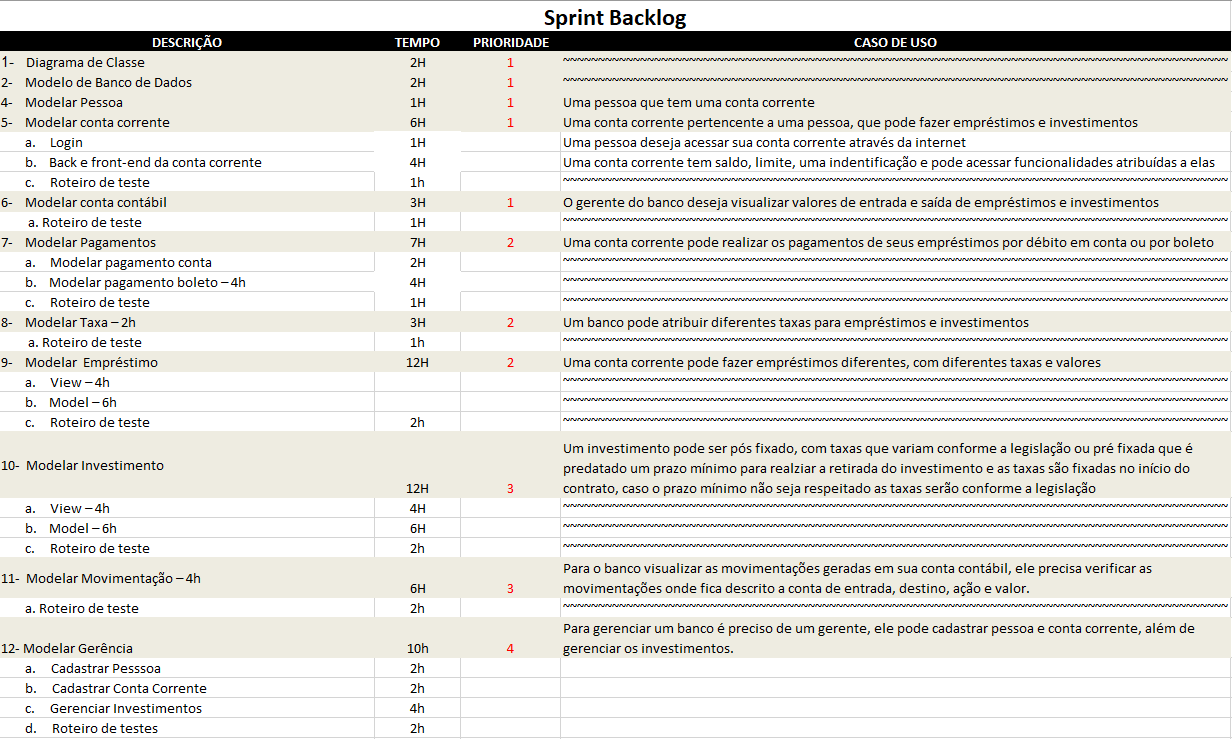 Sprint Backlog
DESCRIÇÃO TEMPO PRIORIDADE CASO DE USO
1- Diagrama de Classe 2H 1 ~~~~~~~~~~~~~~~~~~~~
2- Modelo de Banco de Dados 2H 1 ~~~~~~~~~~~~~~~~~~~~
4- Modelar Pessoa 1H 1 Uma pessoa que tem uma conta corrente
5- Modelar conta corrente 6H 1 Uma conta corrente pertencente a uma pessoa, que pode fazer empréstimos e investimentos
a. Login 1H Uma pessoa deseja acessar sua conta corrente através da internet
b. Back e front-end da conta corrente 4H Uma conta corrente tem saldo, limite, uma indentificação e pode acessar funcionalidades atribuídas a elas
c. Roteiro de teste 1h ~~~~~~~~~~~~~~~~~~~~
6- Modelar conta contábil 3H 1 O gerente do banco deseja visualizar valores de entrada e saída de empréstimos e investimentos
a. Roteiro de teste 1H ~~~~~~~~~~~~~~~~~~~~
7- Modelar Pagamentos 7H 2 Uma conta corrente pode realizar os pagamentos de seus empréstimos por débito em conta ou por boleto
a. Modelar pagamento conta 2H ~~~~~~~~~~~~~~~~~~~~
b. Modelar pagamento boleto – 4h 4H ~~~~~~~~~~~~~~~~~~~~
c. Roteiro de teste 1H ~~~~~~~~~~~~~~~~~~~~
8- Modelar Taxa – 2h 3H 2 Um banco pode atribuir diferentes taxas para empréstimos e investimentos
a. Roteiro de teste 1h ~~~~~~~~~~~~~~~~~~~~
9- Modelar Empréstimo 12H 2 Uma conta corrente pode fazer empréstimos diferentes, com diferentes taxas e valores
a. View – 4h ~~~~~~~~~~~~~~~~~~~~
b. Model – 6h ~~~~~~~~~~~~~~~~~~~~
c. Roteiro de teste 2h ~~~~~~~~~~~~~~~~~~~~
Um investimento pode ser pós fixado, com taxas que variam conforme a legislação ou pré fixada que é
10- Modelar Investimento predatado um prazo mínimo para realziar a retirada do investimento e as taxas são fixadas no início do
12H 3 contrato, caso o prazo mínimo não seja respeitado as taxas serão conforme a legislação
a. View – 4h 4H ~~~~~~~~~~~~~~~~~~~~
b. Model – 6h 6H ~~~~~~~~~~~~~~~~~~~~
c. Roteiro de teste 2h ~~~~~~~~~~~~~~~~~~~~
11- Modelar Movimentação – 4h Para o banco visualizar as movimentações geradas em sua conta contábil, ele precisa verificar as
6H 3 movimentações onde fica descrito a conta de entrada, destino, ação e valor.
a. Roteiro de teste 2h ~~~~~~~~~~~~~~~~~~~~
Para gerenciar um banco é preciso de um gerente, ele pode cadastrar pessoa e conta corrente, além de
12- Modelar Gerência 10h 4 gerenciar os investimentos.
a. Cadastrar Pesssoa 2h
b. Cadastrar Conta Corrente 2h
c. Gerenciar Investimentos 4h
d. Roteiro de testes 2h